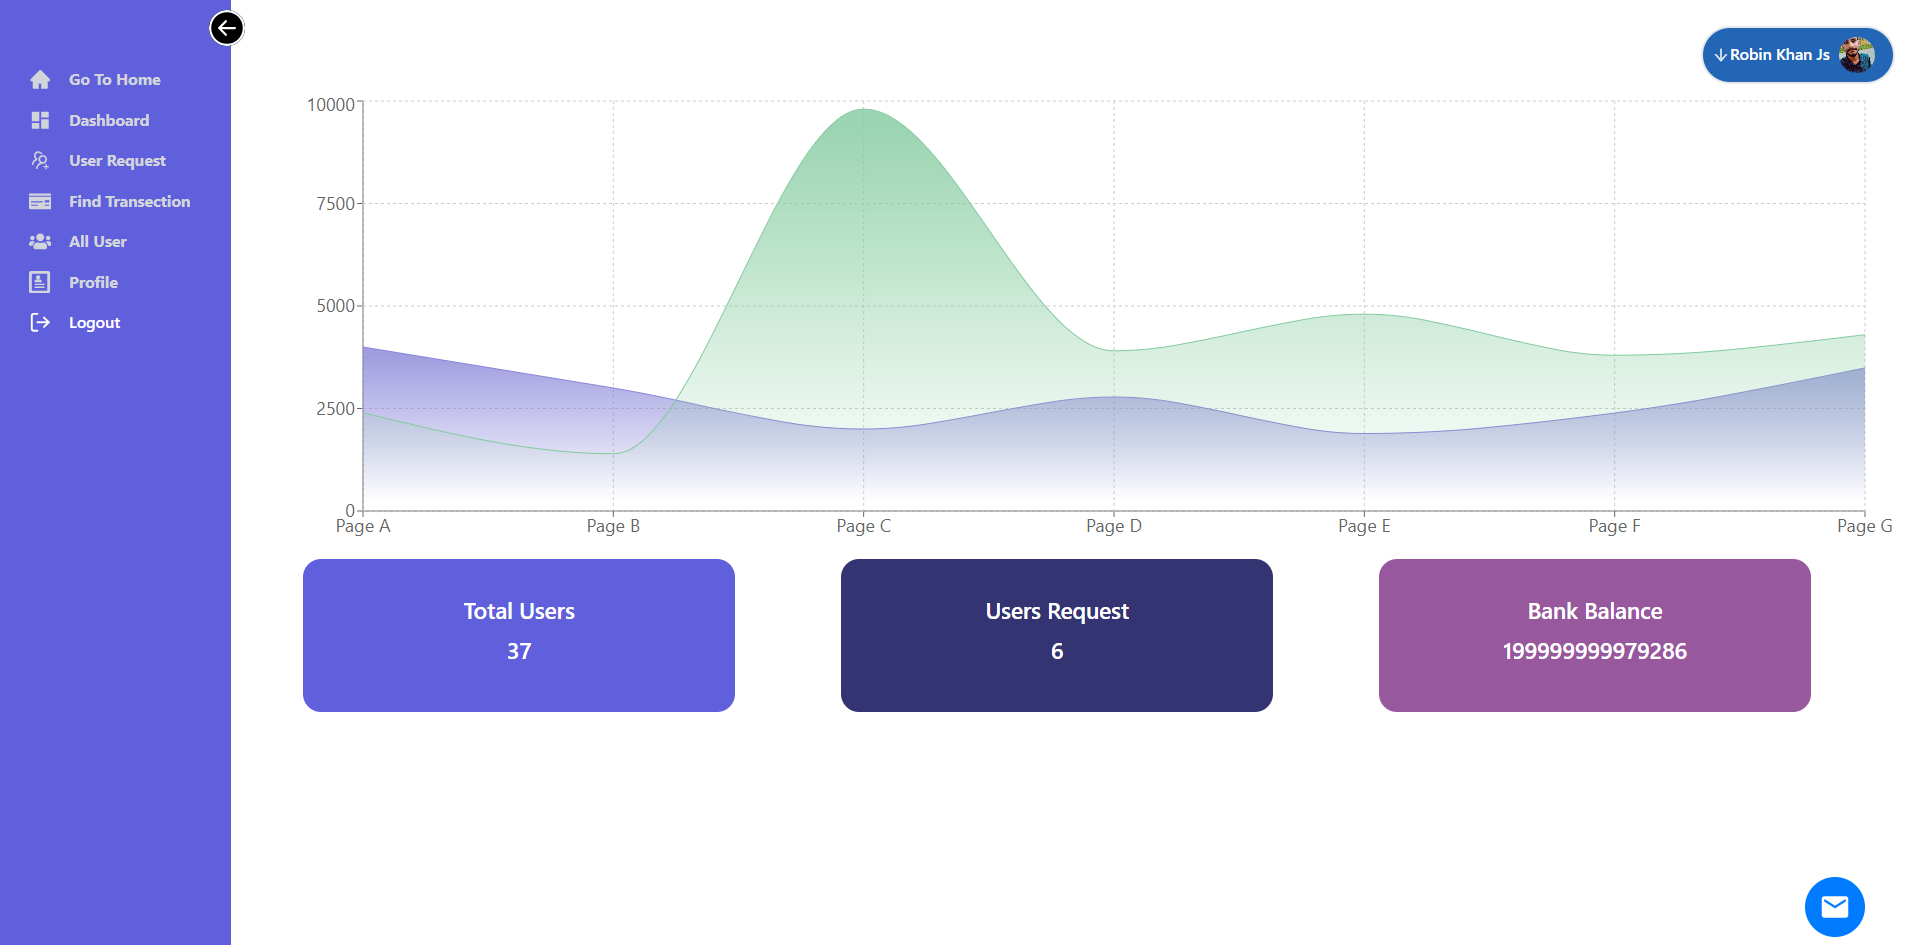 Robin Khan Js
Go To Home
Dashboard
User Request
Find Transection
All User
Profile
Logout
10000
7500
5000
2500
0
Page A
Page B
Page C
Page D
Page E
Page F
Page G
Total Users
37
Users Request
6
Bank Balance
199999999979286